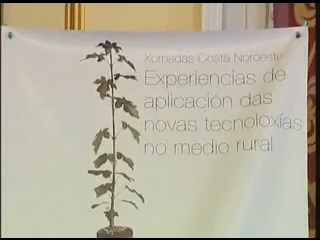 Xornadas Costa Noroeste
Experiencias de
aplicación das
novas tecnoloxías
no medio rural